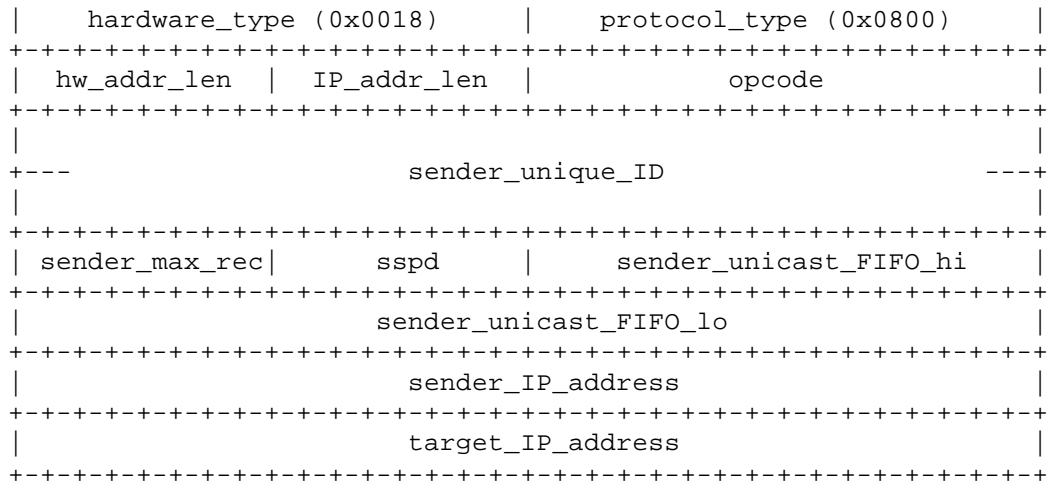 |    hardware_type (0x0018)     |    protocol_type (0x0800)     |
+-+-+-+-+-+-+-+-+-+-+-+-+-+-+-+-+-+-+-+-+-+-+-+-+-+-+-+-+-+-+-+-+
|  hw_addr_len  |  IP_addr_len  |            opcode             |
+-+-+-+-+-+-+-+-+-+-+-+-+-+-+-+-+-+-+-+-+-+-+-+-+-+-+-+-+-+-+-+-+
|                                                               |
+---                     sender_unique_ID                    ---+
|                                                               |
+-+-+-+-+-+-+-+-+-+-+-+-+-+-+-+-+-+-+-+-+-+-+-+-+-+-+-+-+-+-+-+-+
| sender_max_rec|      sspd     |     sender_unicast_FIFO_hi    |
+-+-+-+-+-+-+-+-+-+-+-+-+-+-+-+-+-+-+-+-+-+-+-+-+-+-+-+-+-+-+-+-+
|                      sender_unicast_FIFO_lo                   |
+-+-+-+-+-+-+-+-+-+-+-+-+-+-+-+-+-+-+-+-+-+-+-+-+-+-+-+-+-+-+-+-+
|                        sender_IP_address                      |
+-+-+-+-+-+-+-+-+-+-+-+-+-+-+-+-+-+-+-+-+-+-+-+-+-+-+-+-+-+-+-+-+
|                        target_IP_address                      |
+-+-+-+-+-+-+-+-+-+-+-+-+-+-+-+-+-+-+-+-+-+-+-+-+-+-+-+-+-+-+-+-+